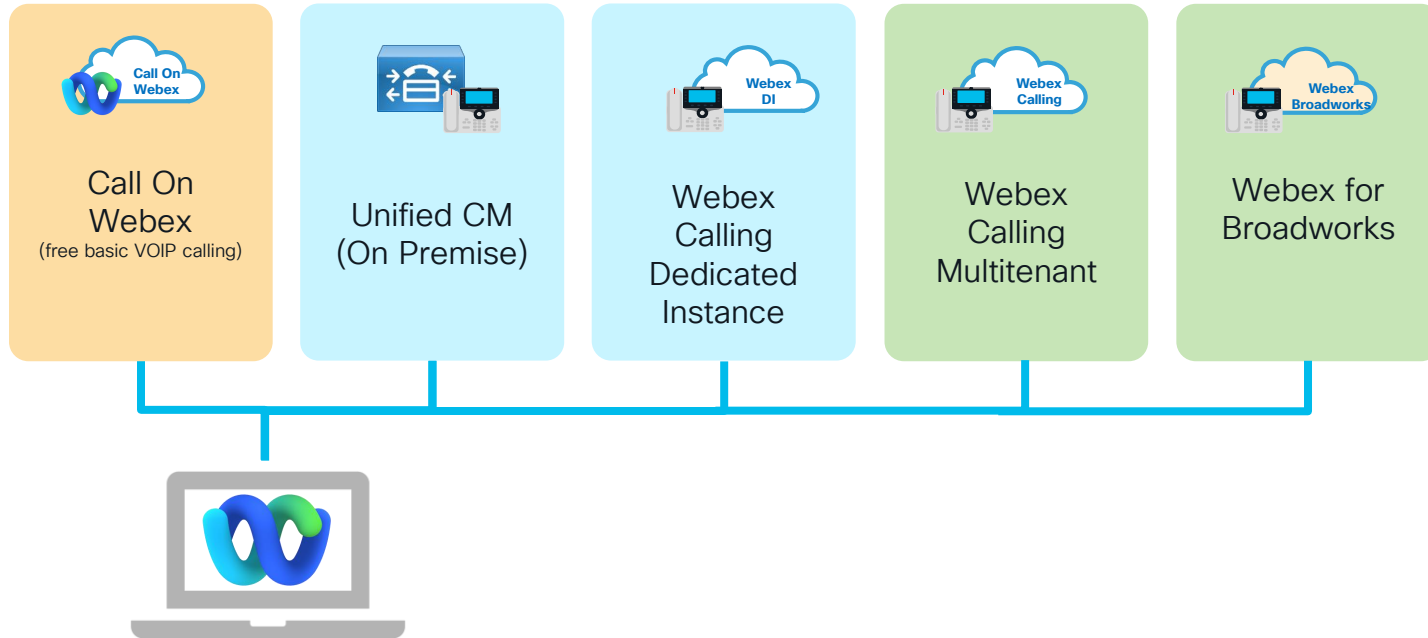 Call On
Webex
Call On
Webex
(free basic VOIP calling)
Unified CM
(On Premise)
Webex
DI
Webex
Calling
Dedicated
Instance
Webex
Calling
Webex
Calling
Multitenant
Webex
Broadworks
Webex for
Broadworks